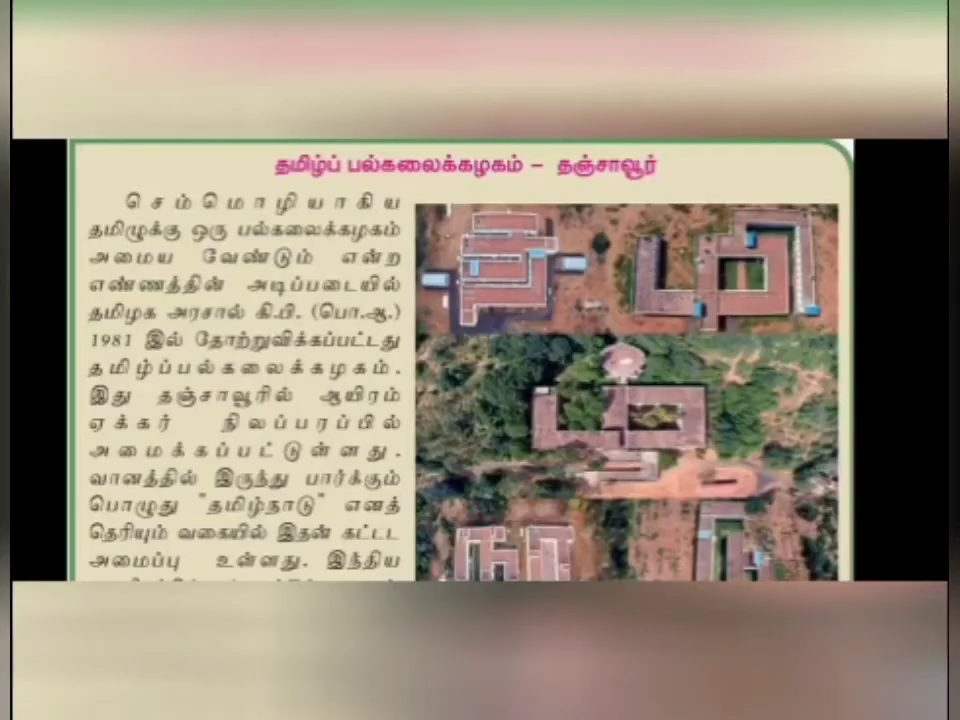 தமிழ்ப் பல்கலைக்கழகம் – தஞ்சாவூர்
செம்மொழியாகிய
தமிழுக்கு ஒரு பல்கலைக்கழகம்
அமைய வேண்டும் என்ற
எண்ணத்தின் அடிப்படையில்
தமிழக அரசால் கி.பி. (பொ.ஆ.)
1981 இல் தோற்றுவிக்கப்பட்டது
தமிழ்ப்பல்கலைக்கழகம்.
இது தஞ்சாவூரில் ஆயிரம்
ஏக்கர் நிலப்பரப்பில்
அமைக்கப்பட்டுள்ளது.
வானத்தில் இருந்து பார்க்கும்
பொழுது "தமிழ்நாடு" எனத்
தெரியும் வகையில் இதன் கட்டட
அமைப்பு உள்ளது. இந்திய